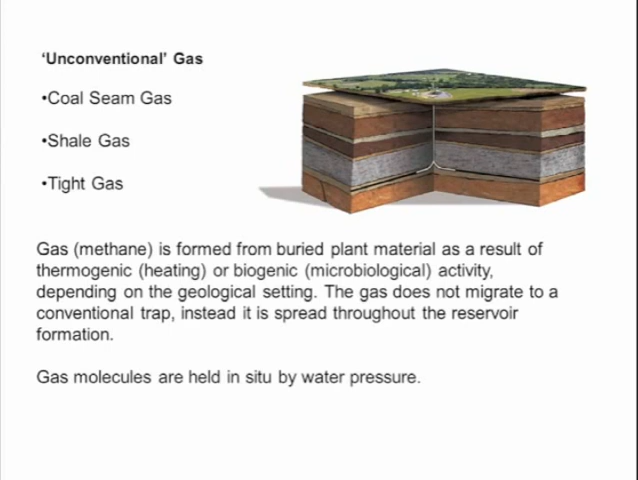 ‘Unconventional’ Gas
•Coal Seam Gas
•Shale Gas
•Tight Gas
Gas (methane) is formed from buried plant material as a result of
thermogenic (heating) or biogenic (microbiological) activity,
depending on the geological setting. The gas does not migrate to a
conventional trap, instead it is spread throughout the reservoir
formation.
Gas molecules are held in situ by water pressure.